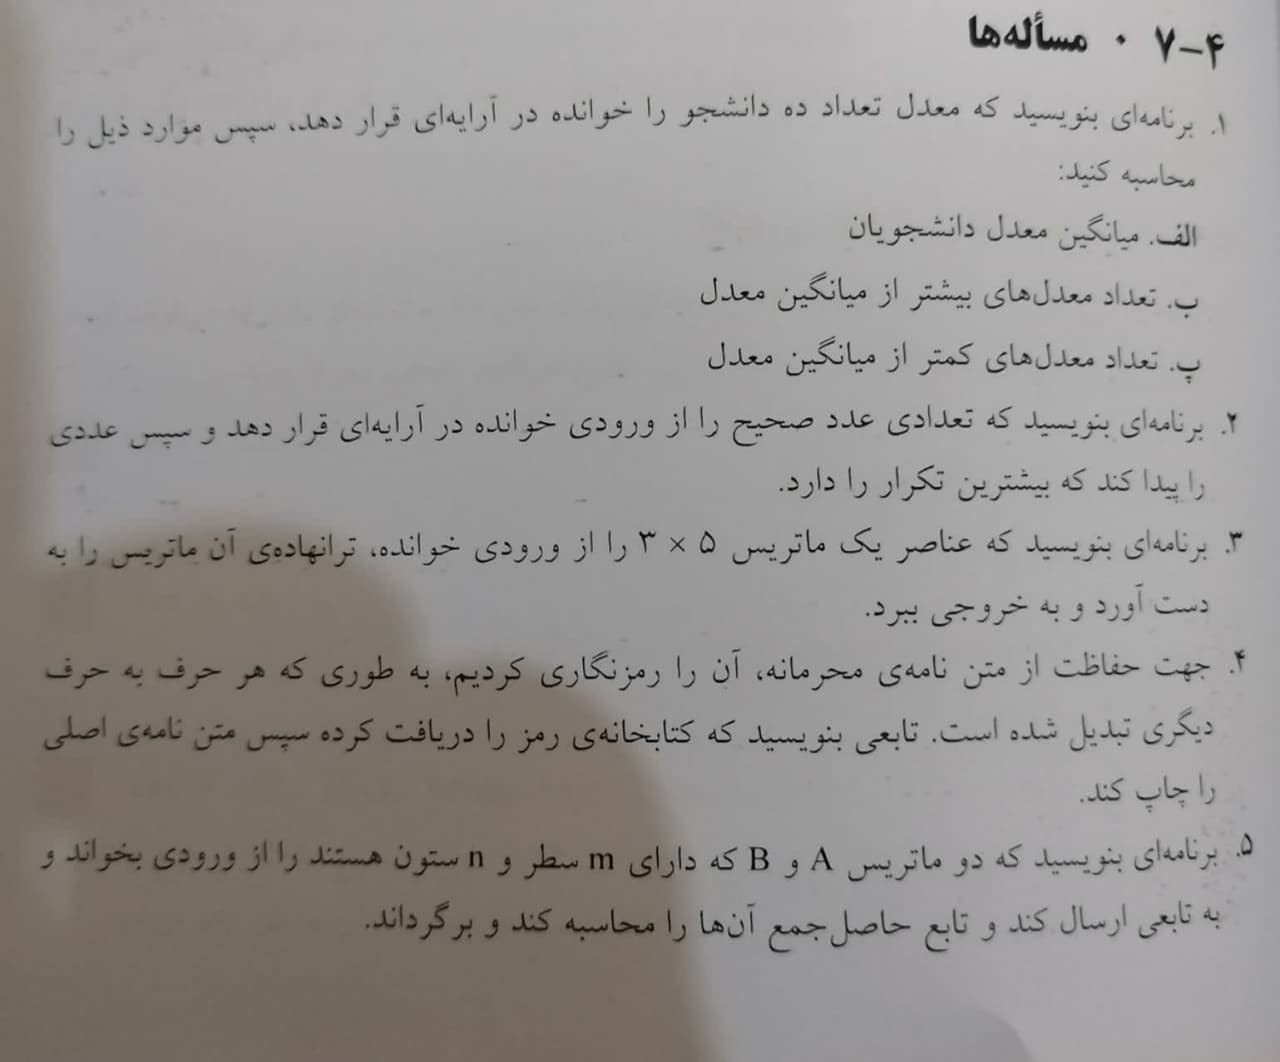 ۷-۴ • مسأله‌ها
۱. برنامه‌ای بنویسید که معدل تعداد ده دانشجو را خوانده در آرایه‌ای قرار دهد، سپس موارد ذیل را
محاسبه کنید:
الف. میانگین معدل دانشجویان
ب. تعداد معدل‌های بیشتر از میانگین معدل
پ. تعداد معدل‌های کمتر از میانگین معدل
۲. برنامه‌ای بنویسید که تعدادی عدد صحیح را از ورودی خوانده در آرایه‌ای قرار دهد و سپس عددی
را پیدا کند که بیشترین تکرار را دارد.
۳. برنامه‌ای بنویسید که عناصر یک ماتریس ۵ × ۳ را از ورودی خوانده، ترانهاده‌ی آن ماتریس را به
دست آورد و به خروجی ببرد.
۴. جهت حفاظت از متن نامه‌ی محرمانه، آن را رمزنگاری کردیم، به طوری که هر حرف به حرف
دیگری تبدیل شده است. تابعی بنویسید که کتابخانه‌ی رمز را دریافت کرده سپس متن نامه‌ی اصلی
را چاپ کند.
۵. برنامه‌ای بنویسید که دو ماتریس A و B که دارای m سطر و n ستون هستند را از ورودی بخواند و
به تابعی ارسال کند و تابع حاصل‌جمع آن‌ها را محاسبه کند و برگرداند.